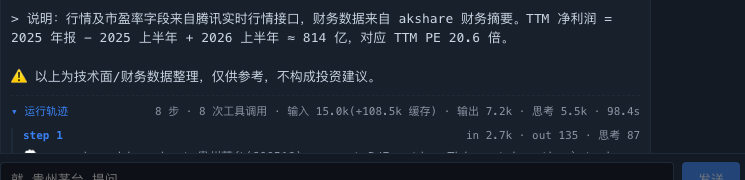 > 说明: 行情及市盈率字段来自腾讯实时行情接口, 财务数据来自 akshare 财务摘要。TTM 净利润 =
2025 年报 − 2025 上半年 + 2026 上半年 ≈ 814 亿, 对应 TTM PE 20.6 倍。
⚠️ 以上为技术面/财务数据整理, 仅供参考, 不构成投资建议。
▾ 运行轨迹 8 步 · 8 次工具调用 · 输入 15.0k(+108.5k 缓存) · 输出 7.2k · 思考 5.5k · 98.4s
step 1 in 2.7k · out 135 · 思考 87
就 贵州茅台 提问
发送